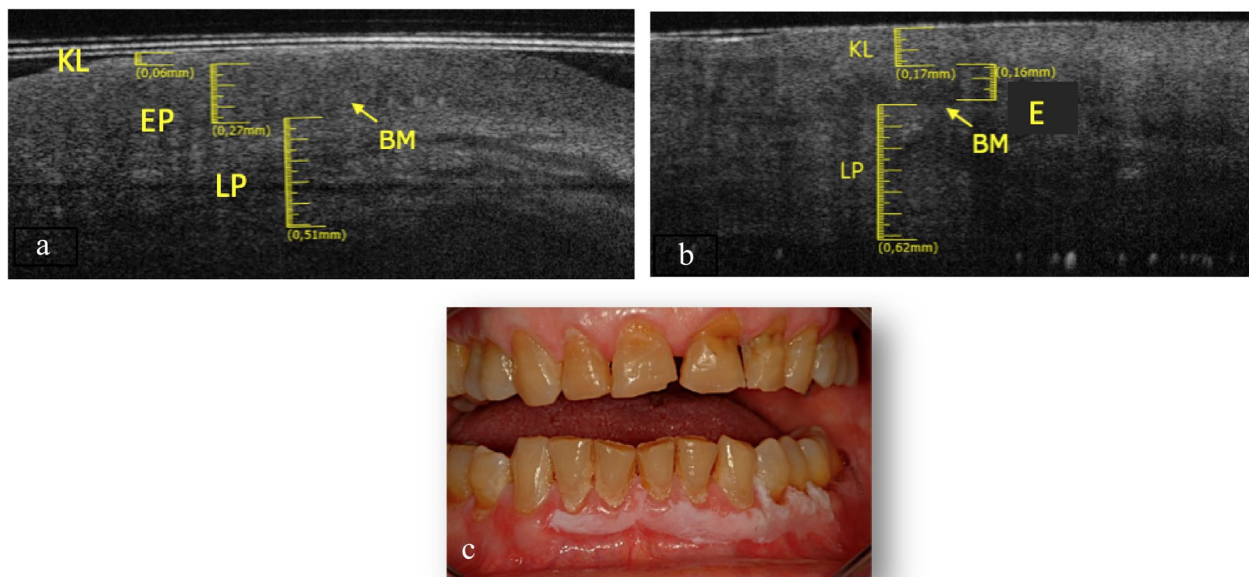 KL
(0,06mm)
EP
(0,27mm)
BM
LP
(0,51mm)
a
KL
(0,17mm)
(0,16mm)
E
BM
LP
(0,62mm)
b
c